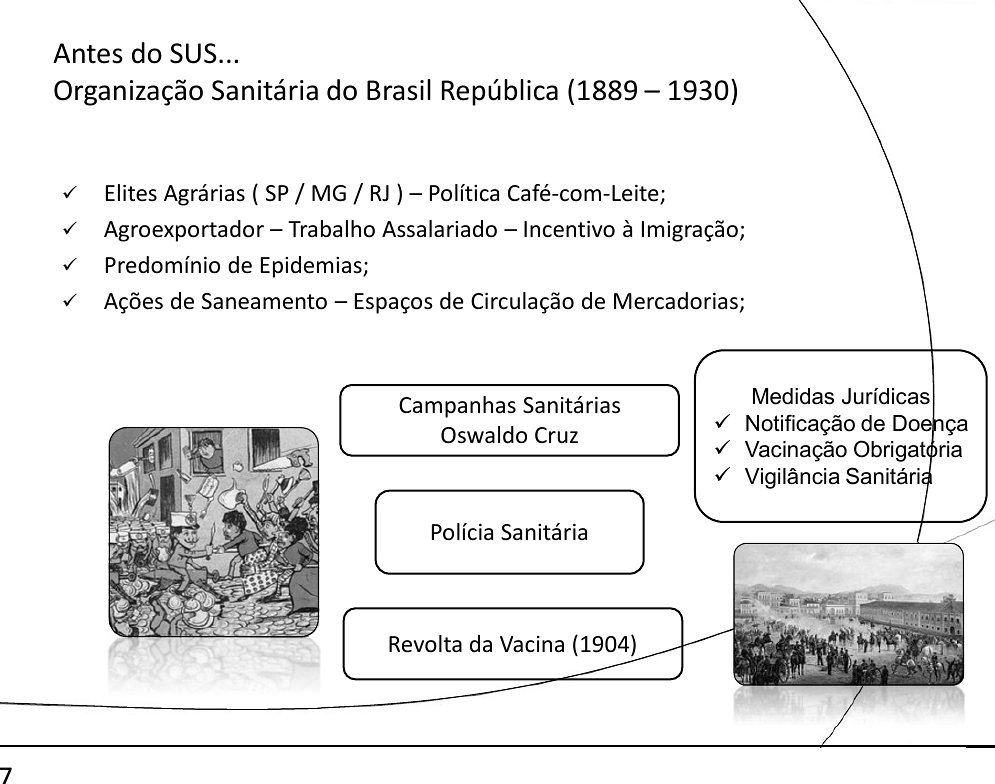 Antes do SUS...
Organização Sanitária do Brasil República (1889 – 1930)
✓ Elites Agrárias ( SP / MG / RJ ) – Política Café-com-Leite;
✓ Agroexportador – Trabalho Assalariado – Incentivo à Imigração;
✓ Predomínio de Epidemias;
✓ Ações de Saneamento – Espaços de Circulação de Mercadorias;
Campanhas Sanitárias
Oswaldo Cruz
Polícia Sanitária
Revolta da Vacina (1904)
Medidas Jurídicas
✓ Notificação de Doença
✓ Vacinação Obrigatória
✓ Vigilância Sanitária
7